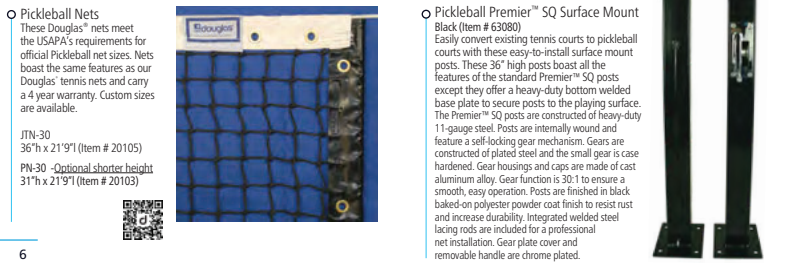 Pickleball Nets
These Douglas® nets meet
the USAPA's requirements for
official Pickleball net sizes. Nets
boast the same features as our
Douglas® tennis nets and carry
a 4 year warranty. Custom sizes
are available.
JTN-30
36"h x 21'9"l (Item # 20105)
PN-30 -Optional shorter height
31"h x 21'9"l (Item # 20103)
6
douglas
Pickleball Premier™ SQ Surface Mount
Black (Item # 63080)
Easily convert existing tennis courts to pickleball
courts with these easy-to-install surface mount
posts. These 36" high posts boast all the
features of the standard Premier™ SQ posts
except they offer a heavy-duty bottom welded
base plate to secure posts to the playing surface.
The Premier™ SQ posts are constructed of heavy-duty
11-gauge steel. Posts are internally wound and
feature a self-locking gear mechanism. Gears are
constructed of plated steel and the small gear is case
hardened. Gear housings and caps are made of cast
aluminum alloy. Gear function is 30:1 to ensure a
smooth, easy operation. Posts are finished in black
baked-on polyester powder coat finish to resist rust
and increase durability. Integrated welded steel
lacing rods are included for a professional
net installation. Gear plate cover and
removable handle are chrome plated.